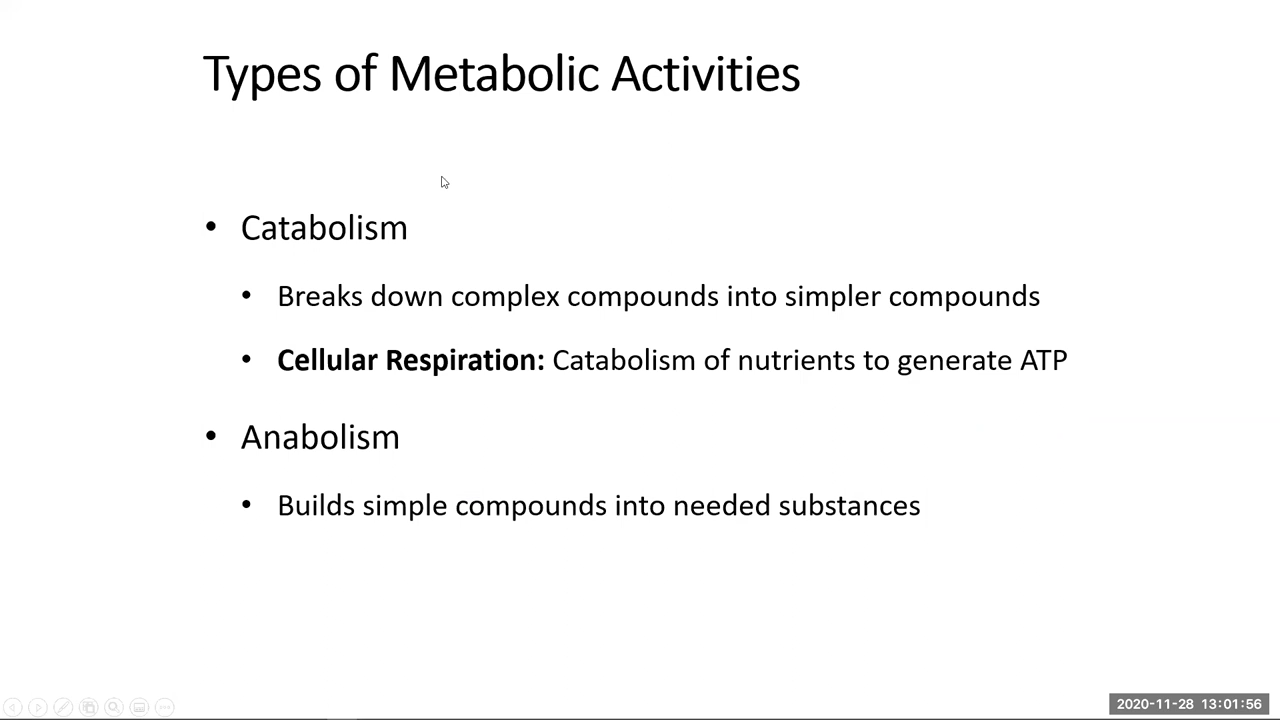 Types of Metabolic Activities
• Catabolism
• Breaks down complex compounds into simpler compounds
• Cellular Respiration: Catabolism of nutrients to generate ATP
• Anabolism
• Builds simple compounds into needed substances
2020-11-28 13:01:56